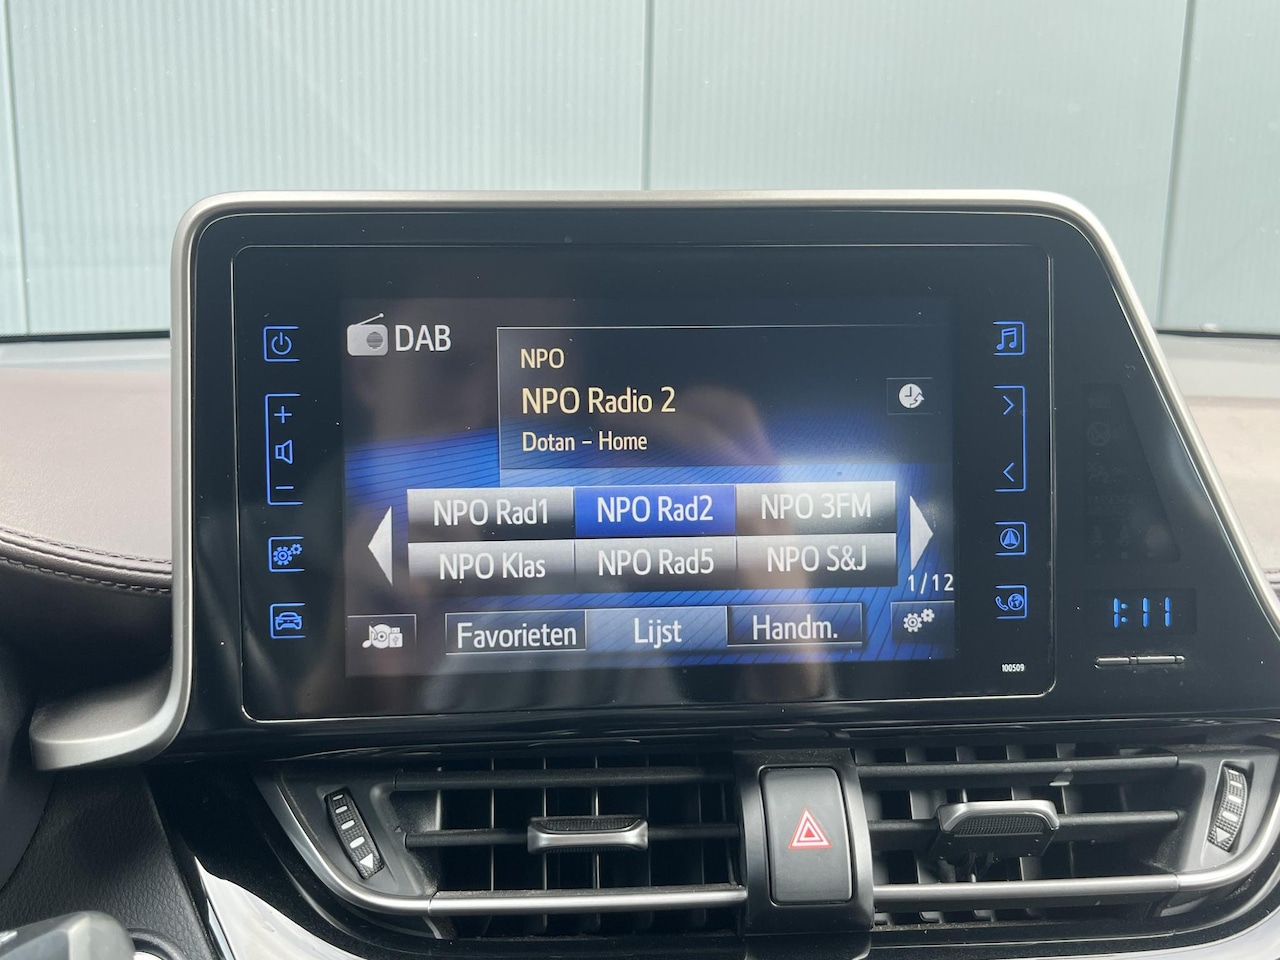 DAB
NPO
NPO Radio 2
Dotan – Home
NPO Rad1 NPO Rad2 NPO 3FM
NPO Klas NPO Rad5 NPO S&J
1/12
Favorieten Lijst Handm.
100509
1:11